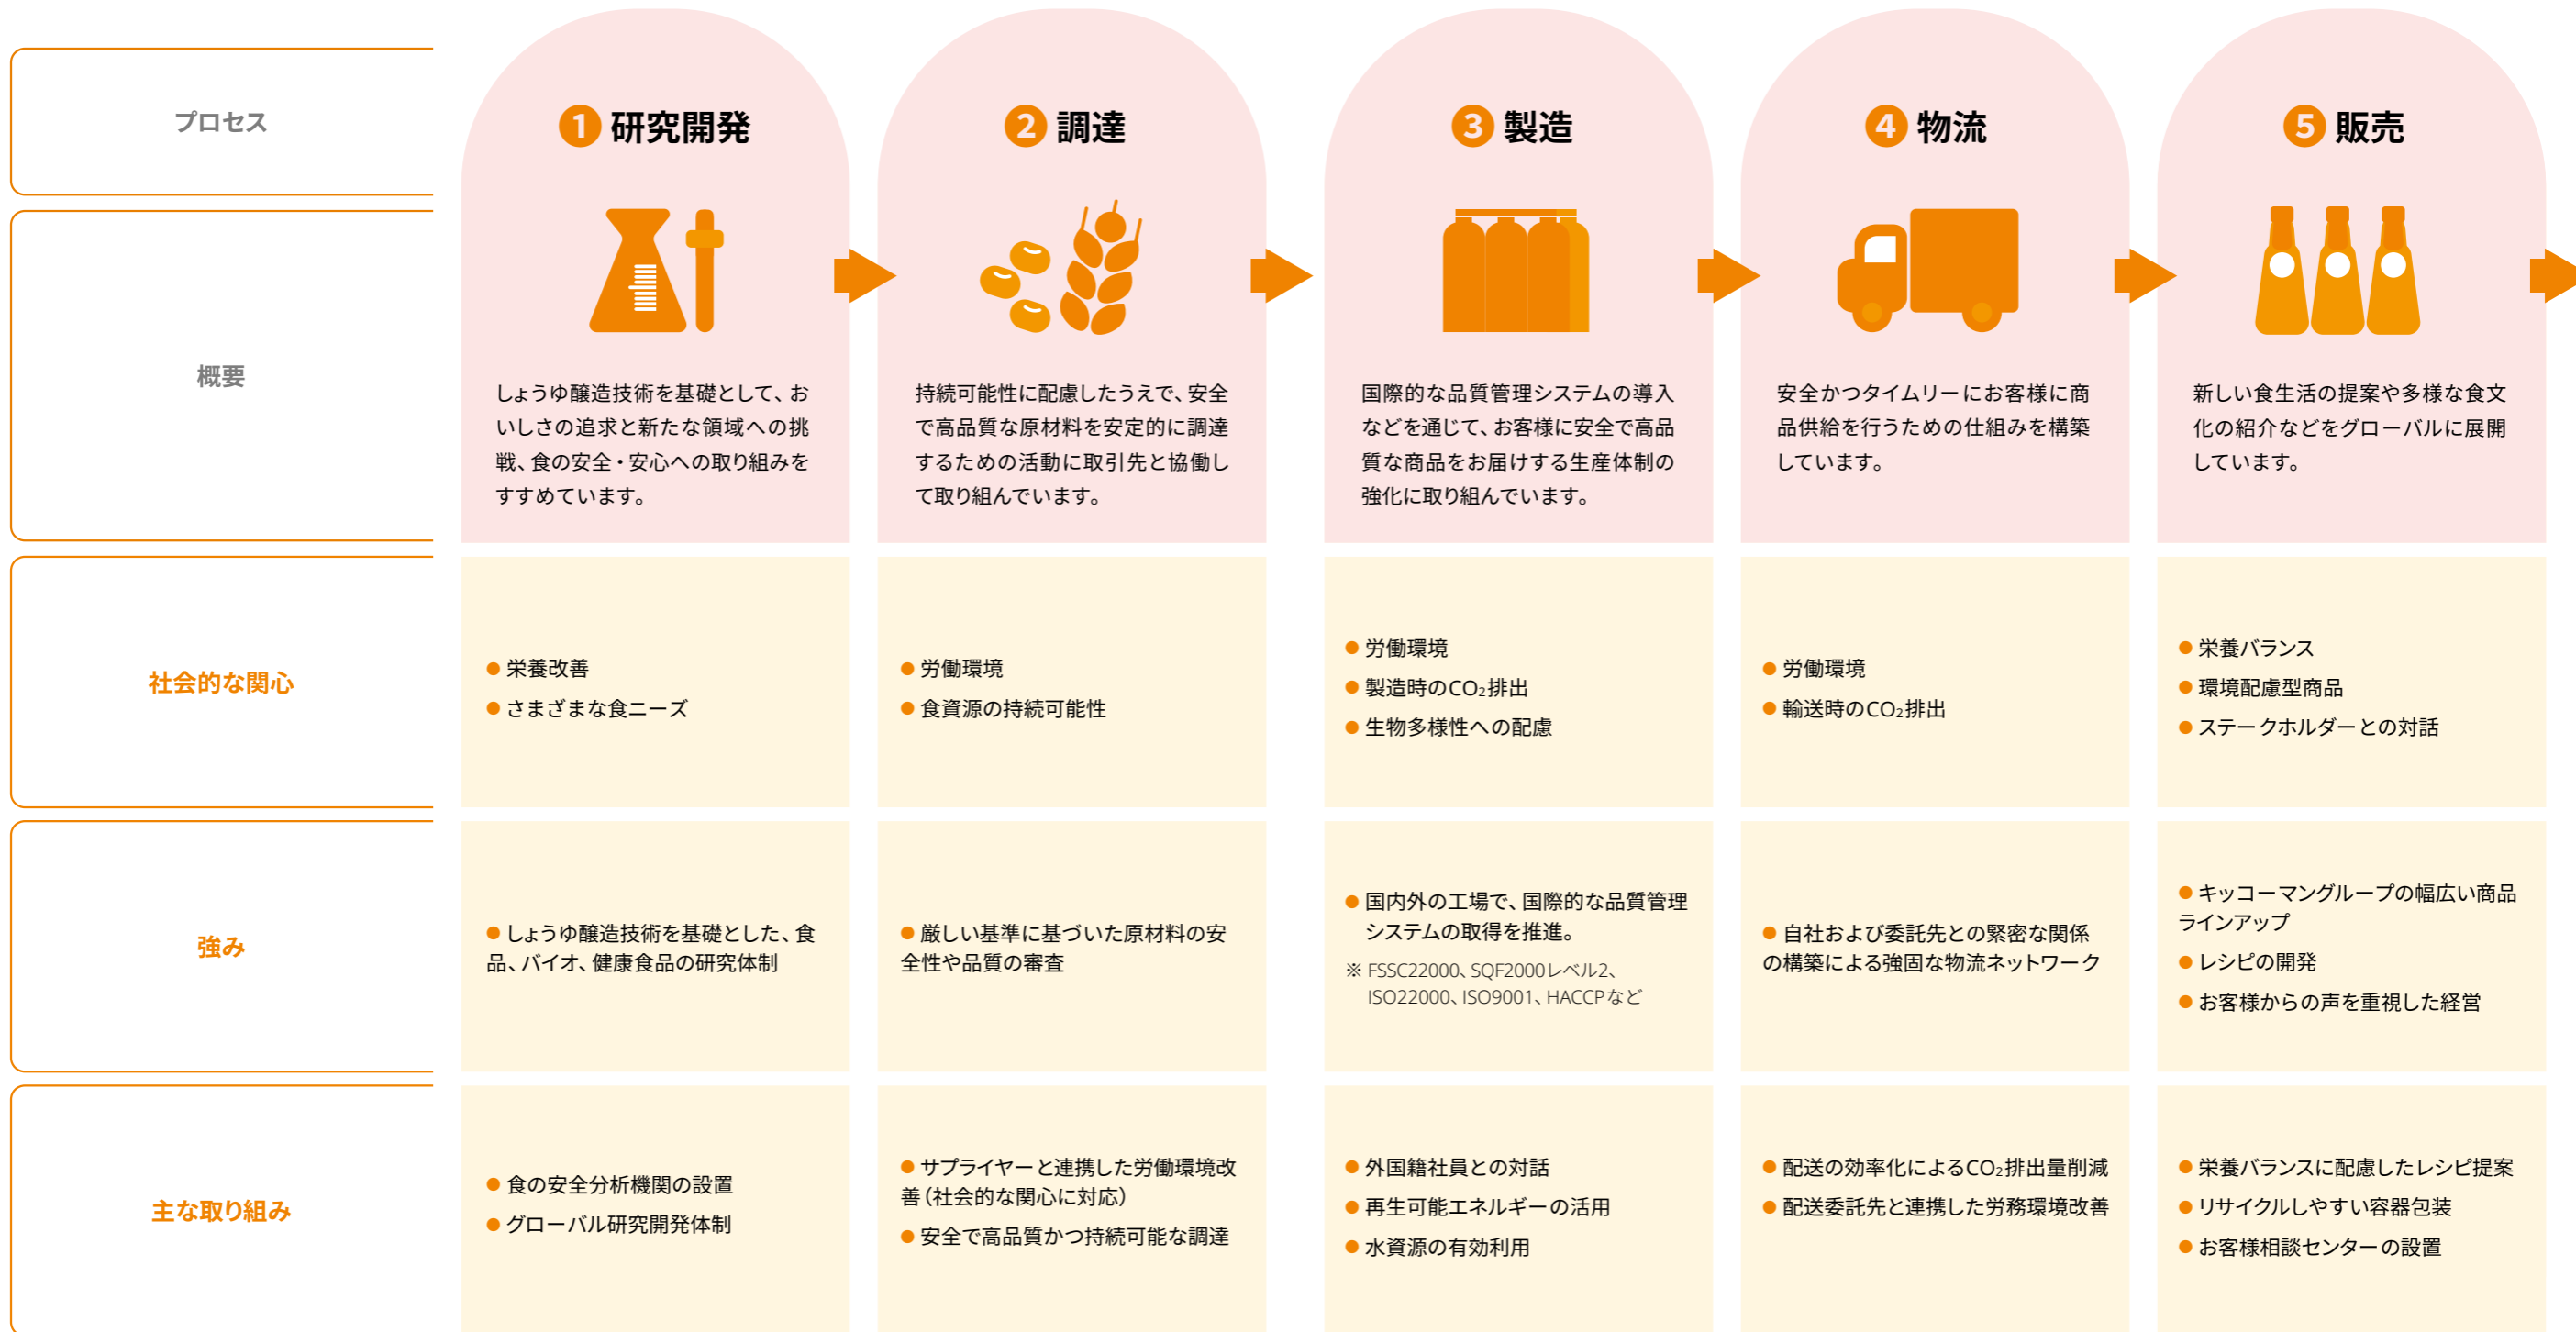 プロセス
❶ 研究開発
❷ 調達
❸ 製造
❹ 物流
❺ 販売
概要
しょうゆ醸造技術を基礎として、お
いしさの追求と新たな領域への挑
戦、食の安全・安心への取り組みを
すすめています。
持続可能性に配慮したうえで、安全
で高品質な原材料を安定的に調達
するための活動に取引先と協働し
て取り組んでいます。
国際的な品質管理システムの導入
などを通じて、お客様に安全で高品
質な商品をお届けする生産体制の
強化に取り組んでいます。
安全かつタイムリーにお客様に商
品供給を行うための仕組みを構築
しています。
新しい食生活の提案や多様な食文
化の紹介などをグローバルに展開
しています。
社会的な関心
● 栄養改善
● さまざまな食ニーズ
● 労働環境
● 食資源の持続可能性
● 労働環境
● 製造時のCO₂排出
● 生物多様性への配慮
● 労働環境
● 輸送時のCO₂排出
● 栄養バランス
● 環境配慮型商品
● ステークホルダーとの対話
強み
● しょうゆ醸造技術を基礎とした、食
品、バイオ、健康食品の研究体制
● 厳しい基準に基づいた原材料の安
全性や品質の審査
● 国内外の工場で、国際的な品質管理
システムの取得を推進。
※ FSSC22000、SQF2000レベル2、
ISO22000、ISO9001、HACCPなど
● 自社および委託先との緊密な関係
の構築による強固な物流ネットワーク
● キッコーマングループの幅広い商品
ラインアップ
● レシピの開発
● お客様からの声を重視した経営
主な取り組み
● 食の安全分析機関の設置
● グローバル研究開発体制
● サプライヤーと連携した労働環境改
善（社会的な関心に対応）
● 安全で高品質かつ持続可能な調達
● 外国籍社員との対話
● 再生可能エネルギーの活用
● 水資源の有効利用
● 配送の効率化によるCO₂排出量削減
● 配送委託先と連携した労務環境改善
● 栄養バランスに配慮したレシピ提案
● リサイクルしやすい容器包装
● お客様相談センターの設置